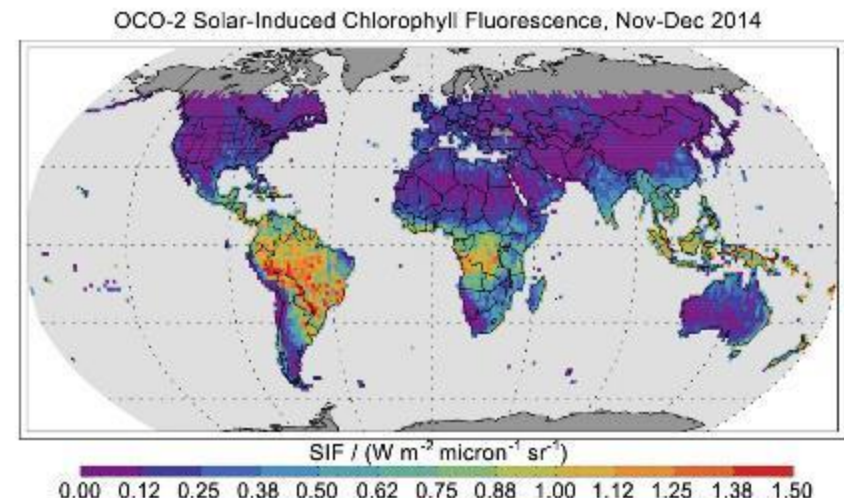 OCO-2 Solar-Induced Chlorophyll Fluorescence, Nov-Dec 2014
SIF / (W m⁻² micron⁻¹ sr⁻¹)
0.00 0.12 0.25 0.38 0.50 0.62 0.75 0.88 1.00 1.12 1.25 1.38 1.50